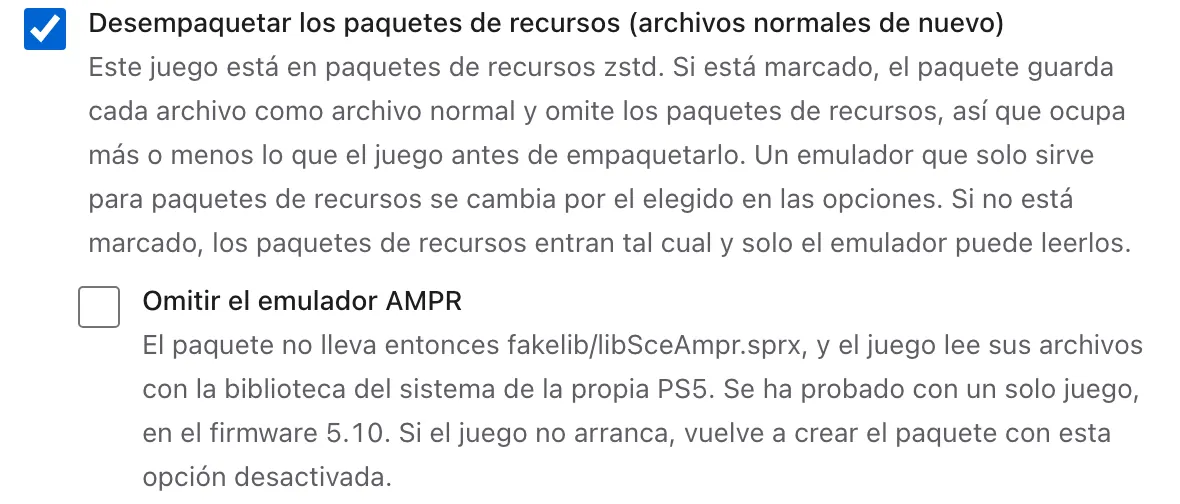 Desempaquetar los paquetes de recursos (archivos normales de nuevo)
Este juego está en paquetes de recursos zstd. Si está marcado, el paquete guarda
cada archivo como archivo normal y omite los paquetes de recursos, así que ocupa
más o menos lo que el juego antes de empaquetarlo. Un emulador que solo sirve
para paquetes de recursos se cambia por el elegido en las opciones. Si no está
marcado, los paquetes de recursos entran tal cual y solo el emulador puede leerlos.
Omitir el emulador AMPR
El paquete no lleva entonces fakelib/libSceAmpr.sprx, y el juego lee sus archivos
con la biblioteca del sistema de la propia PS5. Se ha probado con un solo juego,
en el firmware 5.10. Si el juego no arranca, vuelve a crear el paquete con esta
opción desactivada.